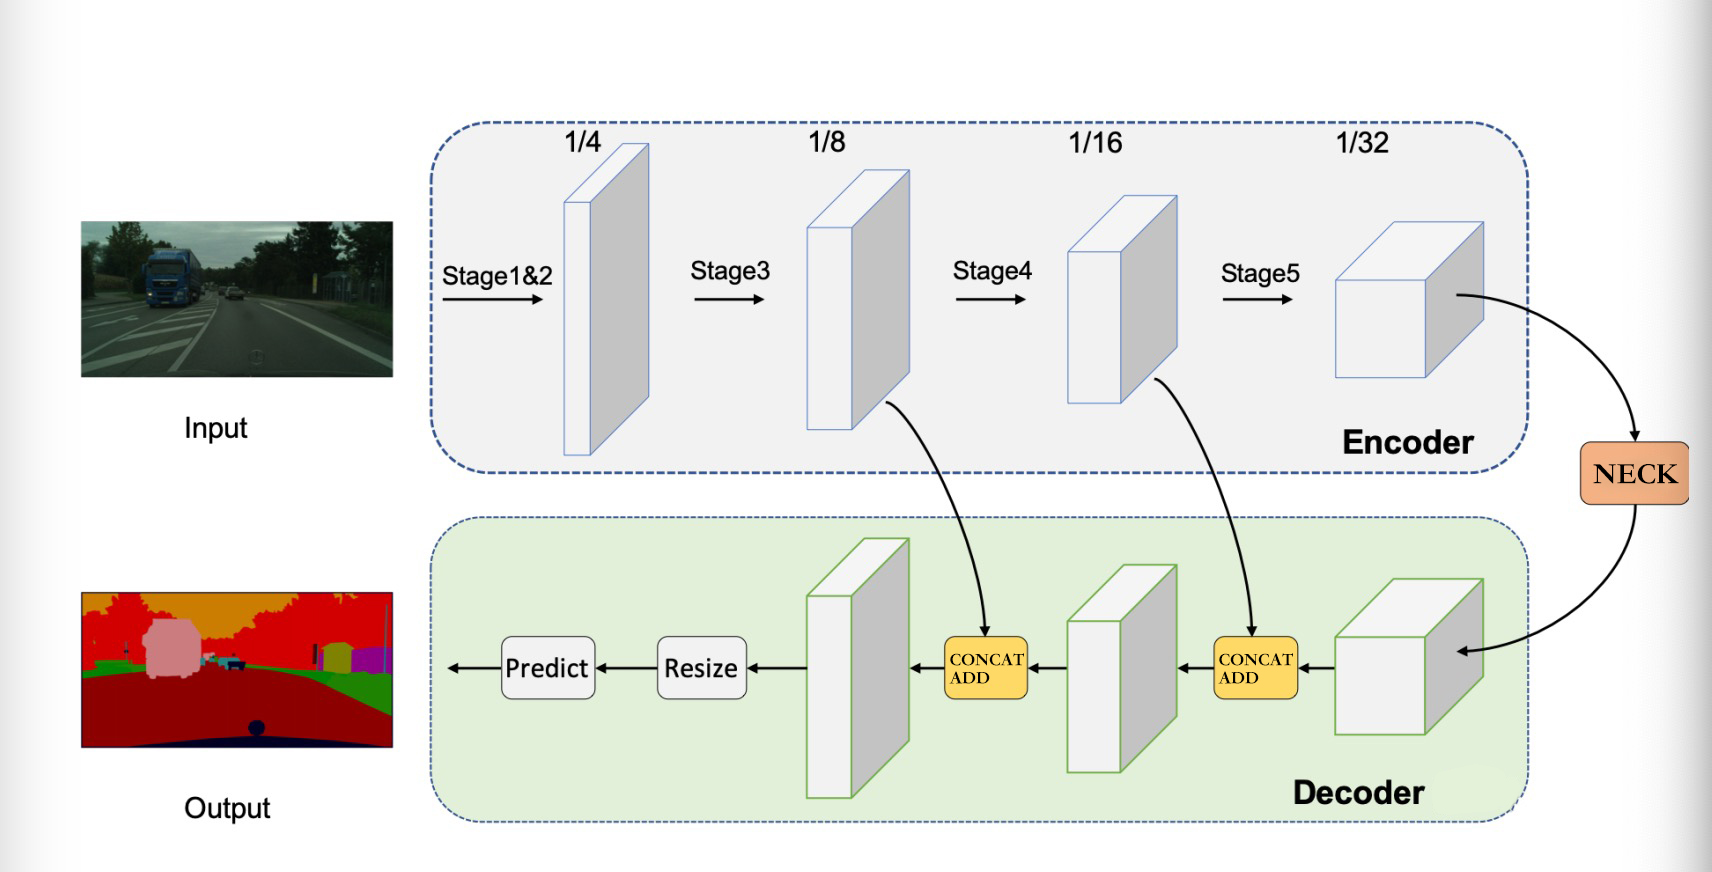 1/4
1/8
1/16
1/32
Stage1&2
Stage3
Stage4
Stage5
Input
Encoder
NECK
Predict
Resize
CONCAT
ADD
CONCAT
ADD
Decoder
Output